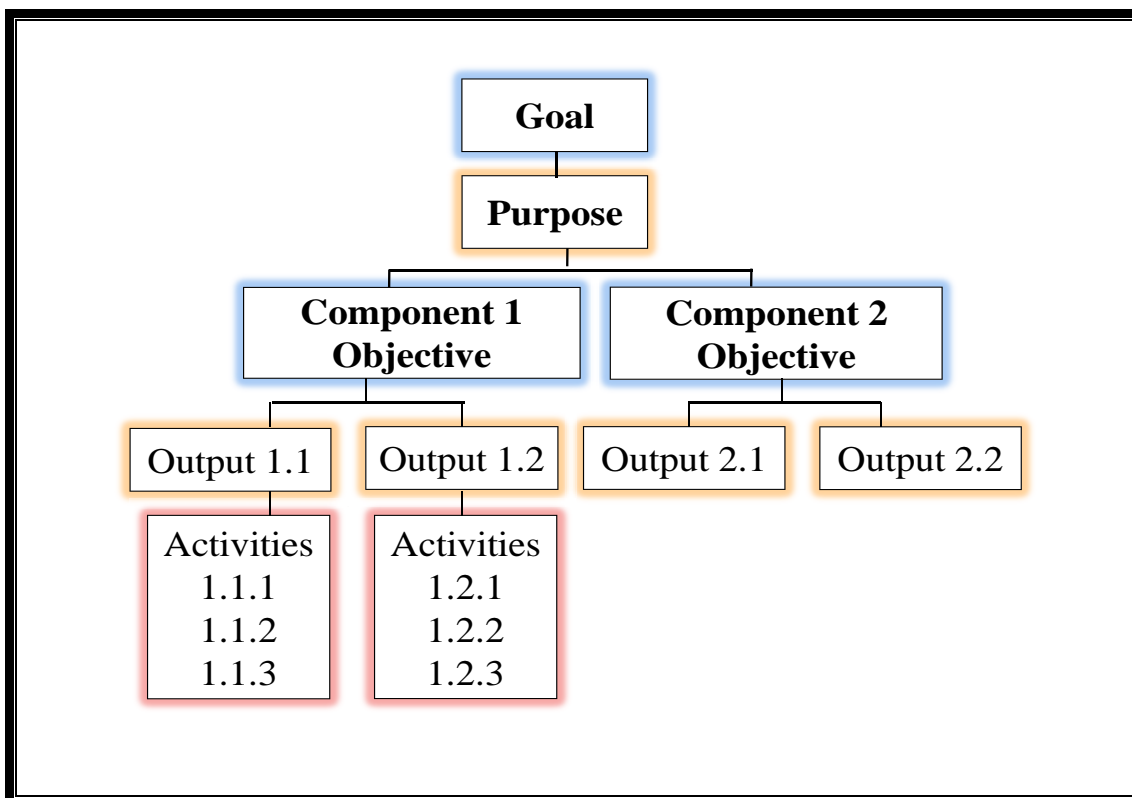 Goal
Purpose
Component 1
Objective
Component 2
Objective
Output 1.1
Output 1.2
Output 2.1
Output 2.2
Activities
1.1.1
1.1.2
1.1.3
Activities
1.2.1
1.2.2
1.2.3